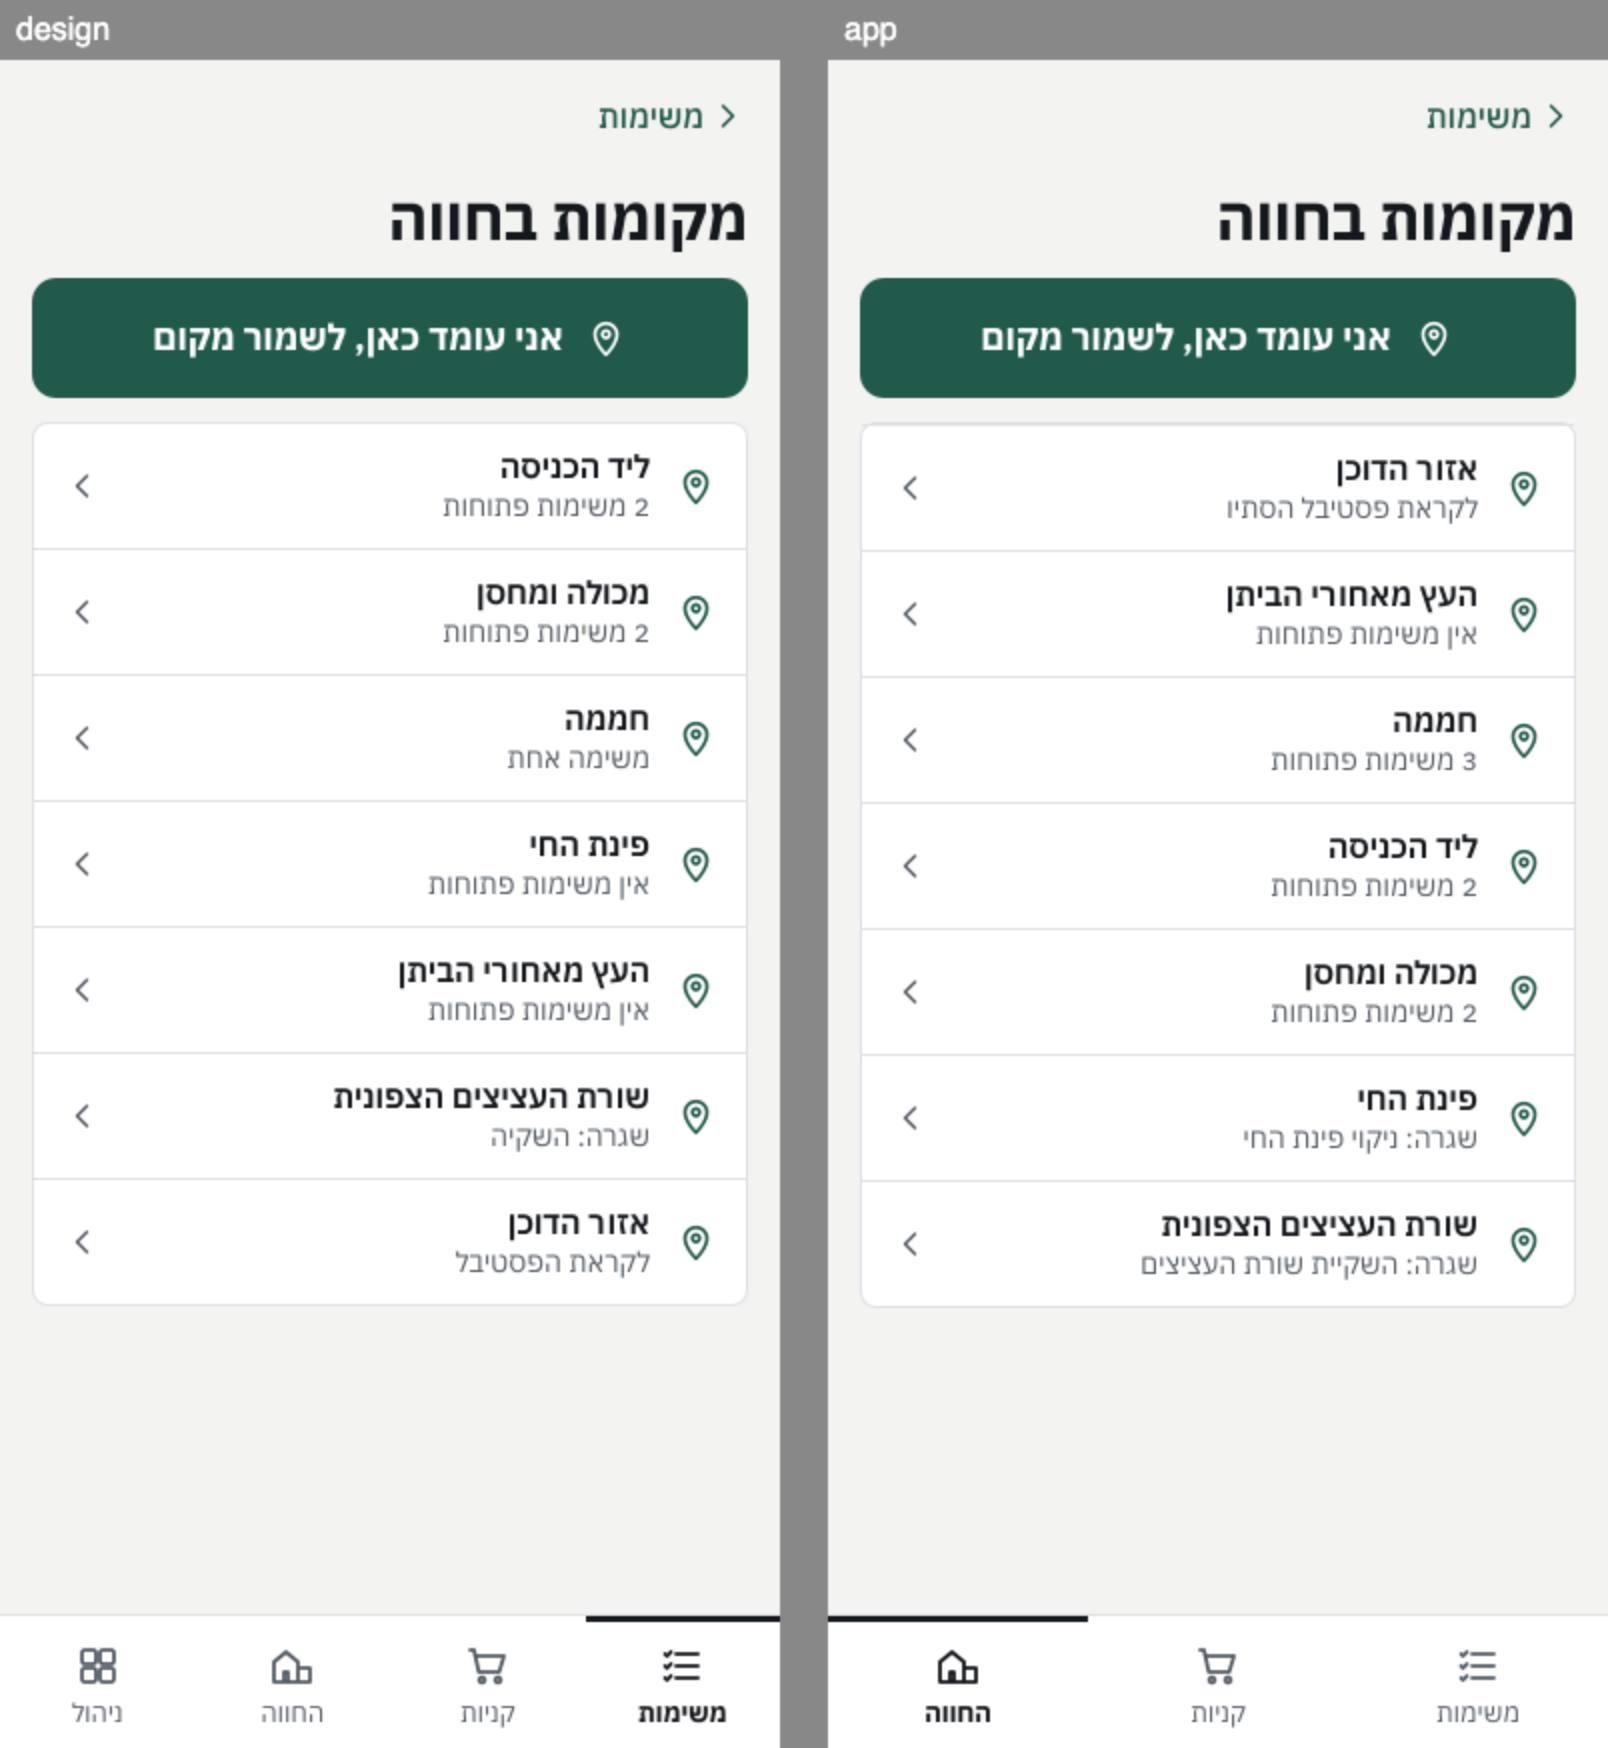 design
משימות
מקומות בחווה
אני עומד כאן, לשמור מקום
ליד הכניסה
2 משימות פתוחות
מכולה ומחסן
2 משימות פתוחות
חממה
משימה אחת
פינת החי
אין משימות פתוחות
העץ מאחורי הביתן
אין משימות פתוחות
שורת העציצים הצפונית
שגרה: השקיה
אזור הדוכן
לקראת הפסטיבל
משימות
קניות
החווה
ניהול
app
משימות
מקומות בחווה
אני עומד כאן, לשמור מקום
אזור הדוכן
לקראת פסטיבל הסתיו
העץ מאחורי הביתן
אין משימות פתוחות
חממה
3 משימות פתוחות
ליד הכניסה
2 משימות פתוחות
מכולה ומחסן
2 משימות פתוחות
פינת החי
שגרה: ניקוי פינת החי
שורת העציצים הצפונית
שגרה: השקיית שורת העציצים
משימות
קניות
החווה